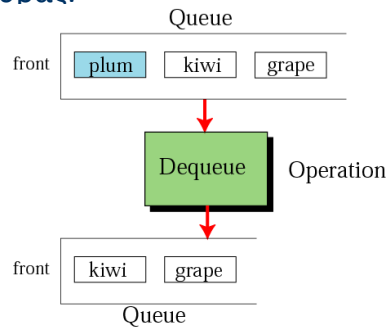 Queue
front plum kiwi grape
Dequeue Operation
front kiwi grape
Queue